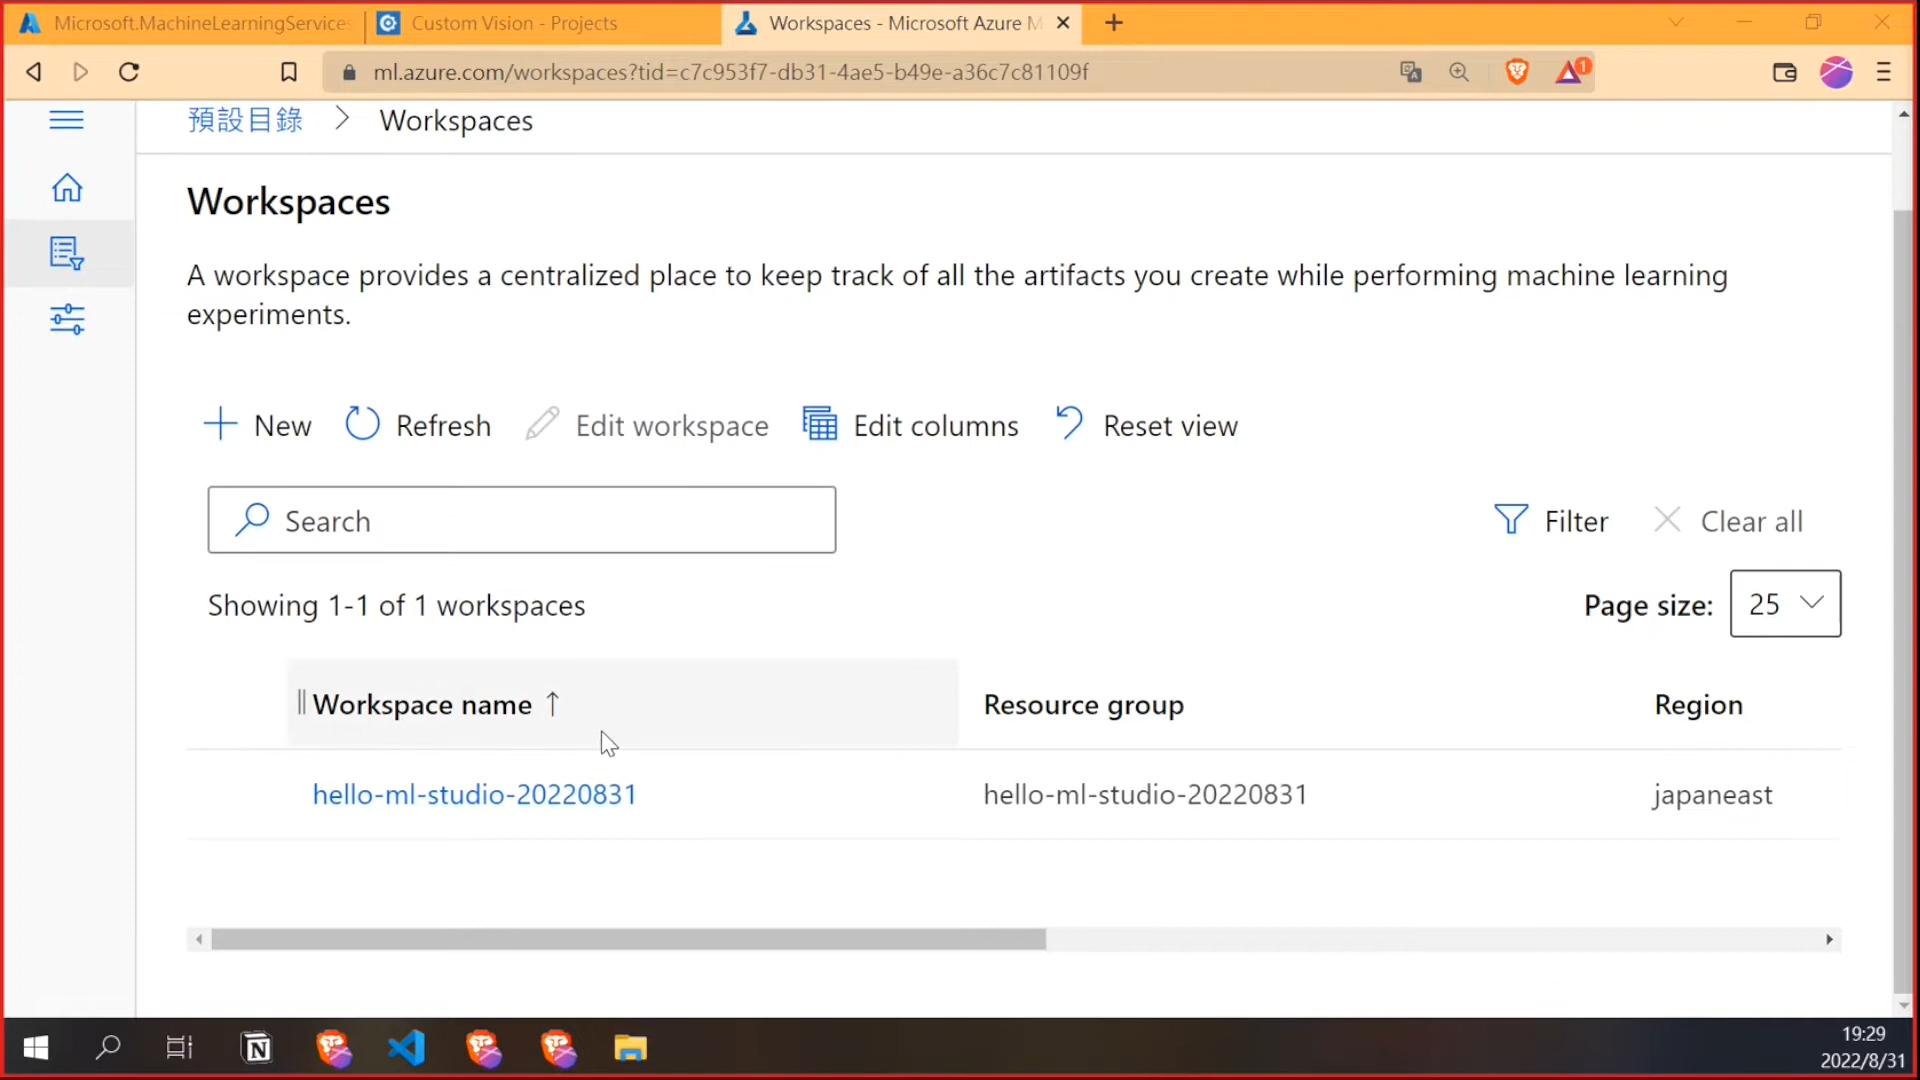 Microsoft.MachineLearningServices
Custom Vision - Projects
Workspaces - Microsoft Azure M
ml.azure.com/workspaces?tid=c7c953f7-db31-4ae5-b49e-a36c7c81109f
1
預設目錄 > Workspaces
Workspaces
A workspace provides a centralized place to keep track of all the artifacts you create while performing machine learning
experiments.
New Refresh Edit workspace Edit columns Reset view
Search
Filter Clear all
Showing 1-1 of 1 workspaces
Page size: 25
Workspace name ↑ Resource group Region
hello-ml-studio-20220831 hello-ml-studio-20220831 japaneast
19:29
2022/8/31